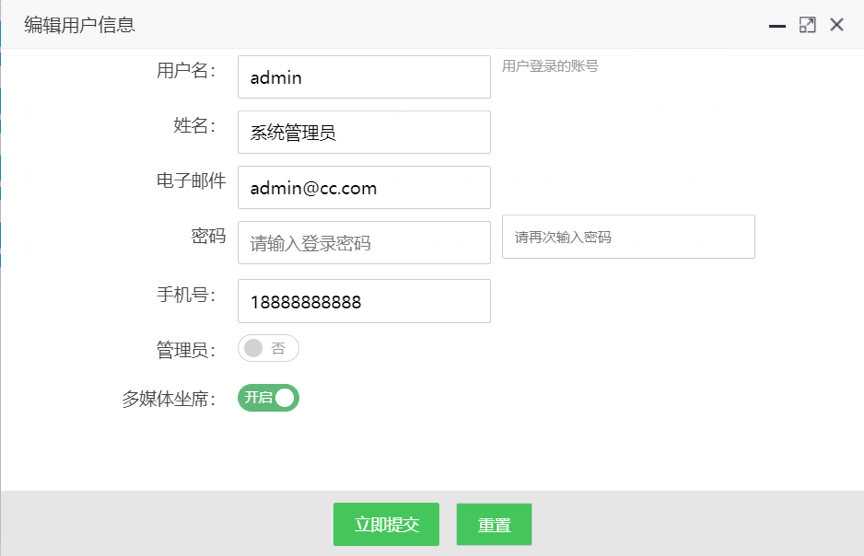 编辑用户信息
用户名： admin 用户登录的账号
姓名： 系统管理员
电子邮件 admin@cc.com
密码 请输入登录密码 请再次输入密码
手机号： 18888888888
管理员： 否
多媒体坐席： 开启
立即提交 重置